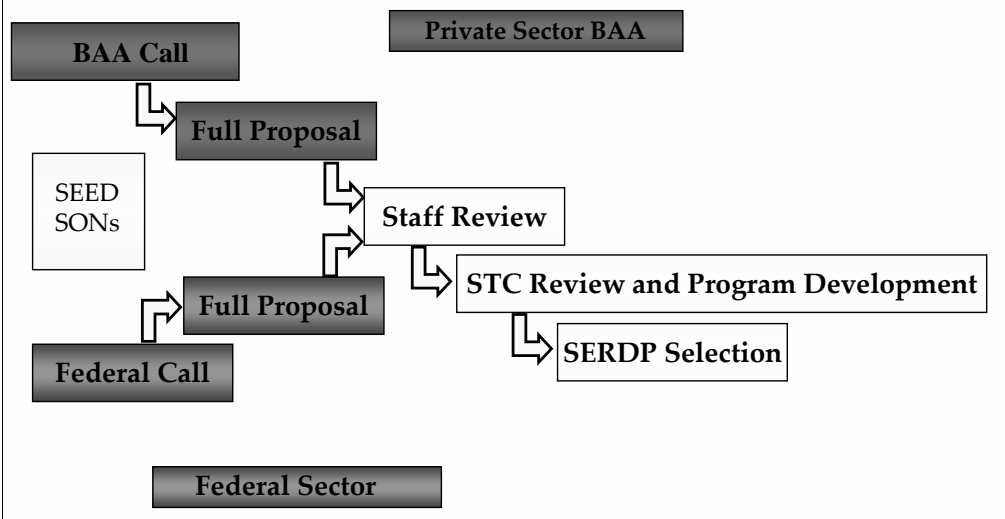 Private Sector BAA
BAA Call
Full Proposal
SEED
SONs
Staff Review
STC Review and Program Development
Full Proposal
SERDP Selection
Federal Call
Federal Sector